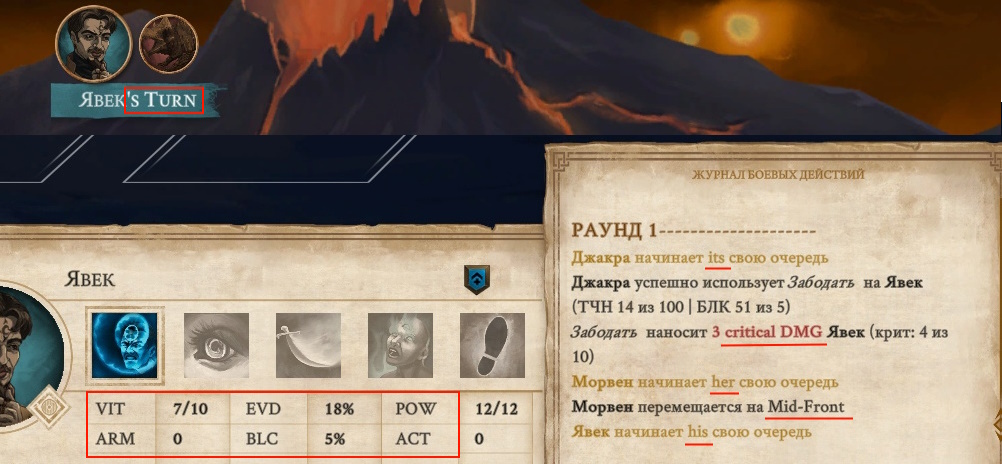 Явек's Turn
Явек
VIT 7/10 EVD 18% POW 12/12
ARM 0 BLC 5% ACT 0
ЖУРНАЛ БОЕВЫХ ДЕЙСТВИЙ
РАУНД 1--------------------
Джакра начинает its свою очередь
Джакра успешно использует Забодать на Явек
(ТЧН 14 из 100 | БЛК 51 из 5)
Забодать наносит 3 critical DMG Явек (крит: 4 из
10)
Морвен начинает her свою очередь
Морвен перемещается на Mid-Front
Явек начинает his свою очередь